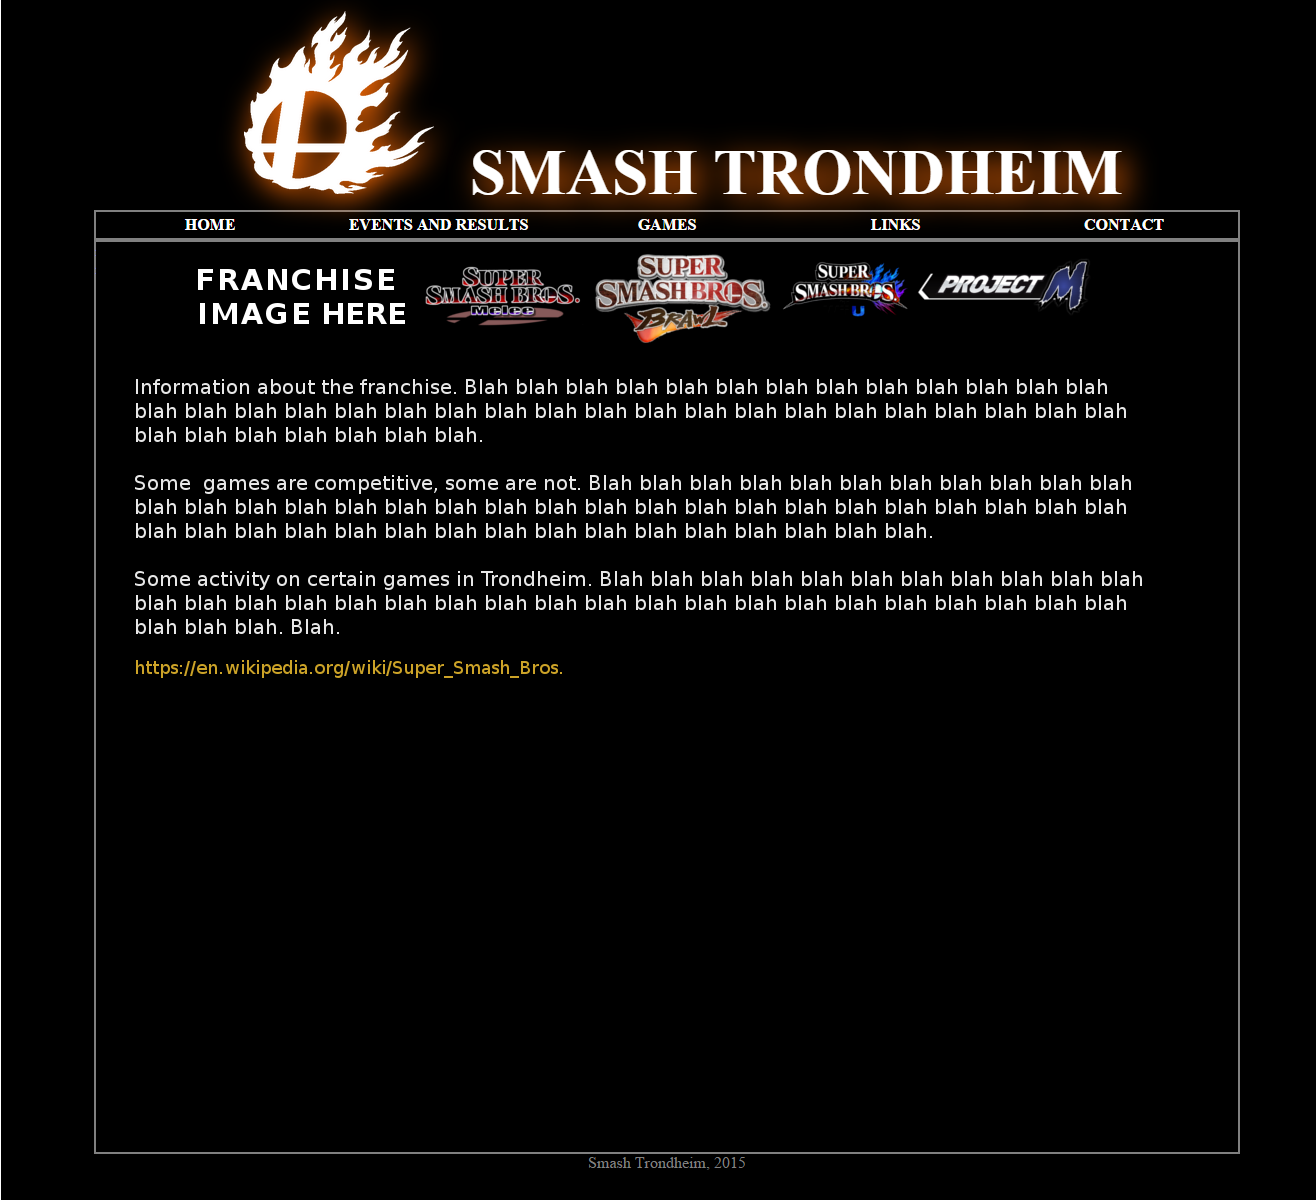 SMASH TRONDHEIM
HOME EVENTS AND RESULTS GAMES LINKS CONTACT
FRANCHISE
IMAGE HERE
SUPER
SMASH BROS.
Melee
SUPER
SMASH BROS.
BRAWL
SUPER
SMASH BROS.
U
PROJECT M
Information about the franchise. Blah blah blah blah blah blah blah blah blah blah blah blah blah
blah blah blah blah blah blah blah blah blah blah blah blah blah blah blah blah blah blah blah blah
blah blah blah blah blah blah blah.
Some  games are competitive, some are not. Blah blah blah blah blah blah blah blah blah blah blah
blah blah blah blah blah blah blah blah blah blah blah blah blah blah blah blah blah blah blah blah
blah blah blah blah blah blah blah blah blah blah blah blah blah blah blah blah.
Some activity on certain games in Trondheim. Blah blah blah blah blah blah blah blah blah blah blah
blah blah blah blah blah blah blah blah blah blah blah blah blah blah blah blah blah blah blah blah
blah blah blah. Blah.
https://en.wikipedia.org/wiki/Super_Smash_Bros.
Smash Trondheim, 2015